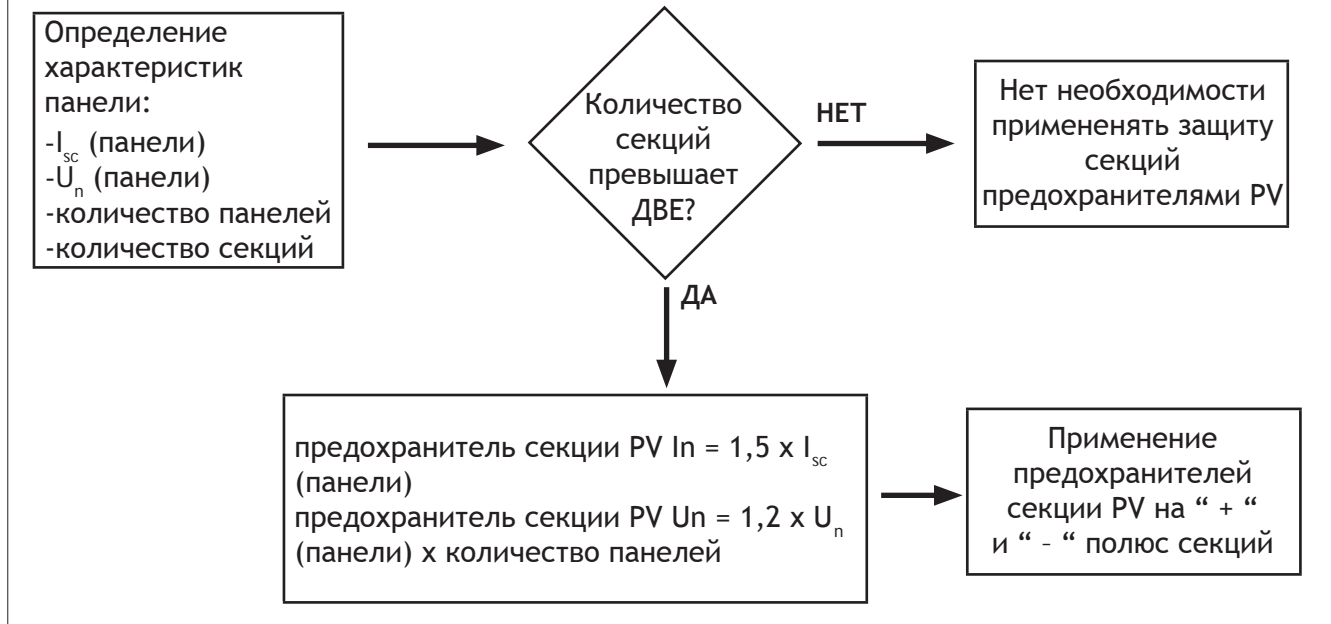 Определение
характеристик
панели:
-Isc (панели)
-Un (панели)
-количество панелей
-количество секций
Количество
секций
превышает
ДВЕ?
НЕТ
Нет необходимости
примененять защиту
секций
предохранителями PV
ДА
предохранитель секции PV In = 1,5 x Isc
(панели)
предохранитель секции PV Un = 1,2 x Un
(панели) x количество панелей
Применение
предохранителей
секции PV на “ + “
и “ - “ полюс секций